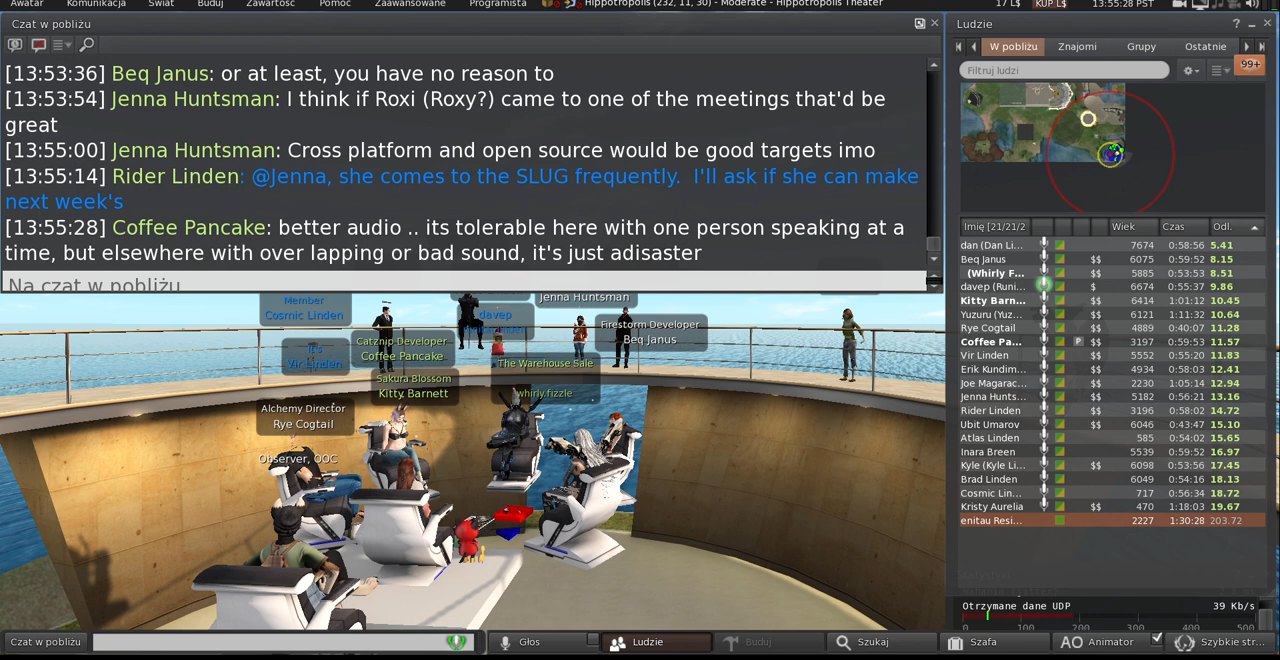 Awatar Komunikacja Świat Buduj Zawartość Pomoc Zaawansowane Programista Hippotropolis (232, 11, 30) - Moderate - Hippotropolis Theater 17 L$ KUP L$ 13:55:28 PST
Czat w pobliżu
[13:53:36] Beq Janus: or at least, you have no reason to
[13:53:54] Jenna Huntsman: I think if Roxi (Roxy?) came to one of the meetings that'd be
great
[13:55:00] Jenna Huntsman: Cross platform and open source would be good targets imo
[13:55:14] Rider Linden: @Jenna, she comes to the SLUG frequently.  I'll ask if she can make
next week's
[13:55:28] Coffee Pancake: better audio .. its tolerable here with one person speaking at a
time, but elsewhere with over lapping or bad sound, it's just adisaster
Na czat w pobliżu
Member
Cosmic Linden
davep
Jenna Huntsman
Firestorm Developer
Beq Janus
it's
Vir Linden
Catznip Developer
Coffee Pancake
The Warehouse Sale
whirly.fizzle
Sakura Blossom
Kitty Barnett
Alchemy Director
Rye Cogtail
Observer, OOC
Ludzie
? _ ×
W pobliżu Znajomi Grupy Ostatnie
99+
Filtruj ludzi
Imię [21/21/2 Wiek Czas Odl.
dan (Dan Li... 7674 0:58:56 5.41
Beq Janus $$ 6075 0:59:52 8.15
(Whirly F... $$ 5885 0:53:53 8.51
davep (Runi... $ 6674 0:55:37 9.86
Kitty Barn... $$ 6414 1:01:12 10.45
Yuzuru (Yuz... $$ 6121 1:11:32 10.64
Rye Cogtail $$ 4889 0:40:07 11.28
Coffee Pa... P $$ 3197 0:59:53 11.57
Vir Linden $$ 5552 0:55:20 11.83
Erik Kundim... $$ 4934 0:58:03 12.41
Joe Magarac... $$ 2230 1:05:14 12.94
Jenna Hunts... $$ 5182 0:56:21 13.16
Rider Linden $$ 3196 0:58:02 14.72
Ubit Umarov $$ 6046 0:43:47 15.10
Atlas Linden 585 0:54:02 15.65
Inara Breen 5539 0:59:52 16.97
Kyle (Kyle Li... $$ 6098 0:53:56 17.45
Brad Linden 6049 0:54:16 18.13
Cosmic Lin... 717 0:56:34 18.72
Kristy Aurelia $$ 470 1:18:03 19.67
enitau Resi... 2227 1:30:28 203.72
Otrzymane dane UDP 39 Kb/s
0 100 200 300 400 500
Czat w pobliżu Głos Ludzie Buduj Szukaj Szafa AO Animator Szybkie str...